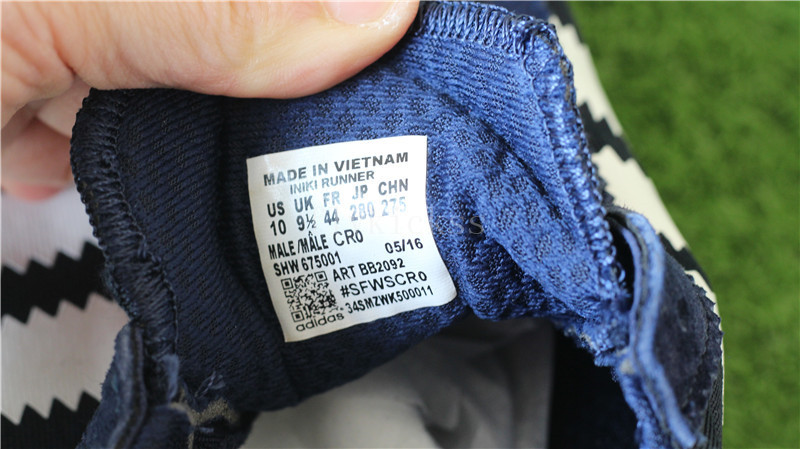 MADE IN VIETNAM
INIKI RUNNER
US UK FR JP CHN
10 9½ 44 280 275
MALE/MÂLE CR0 05/16
SHW 675001
ART BB2092
#SFWSCR0
34SMZWK500011
adidas